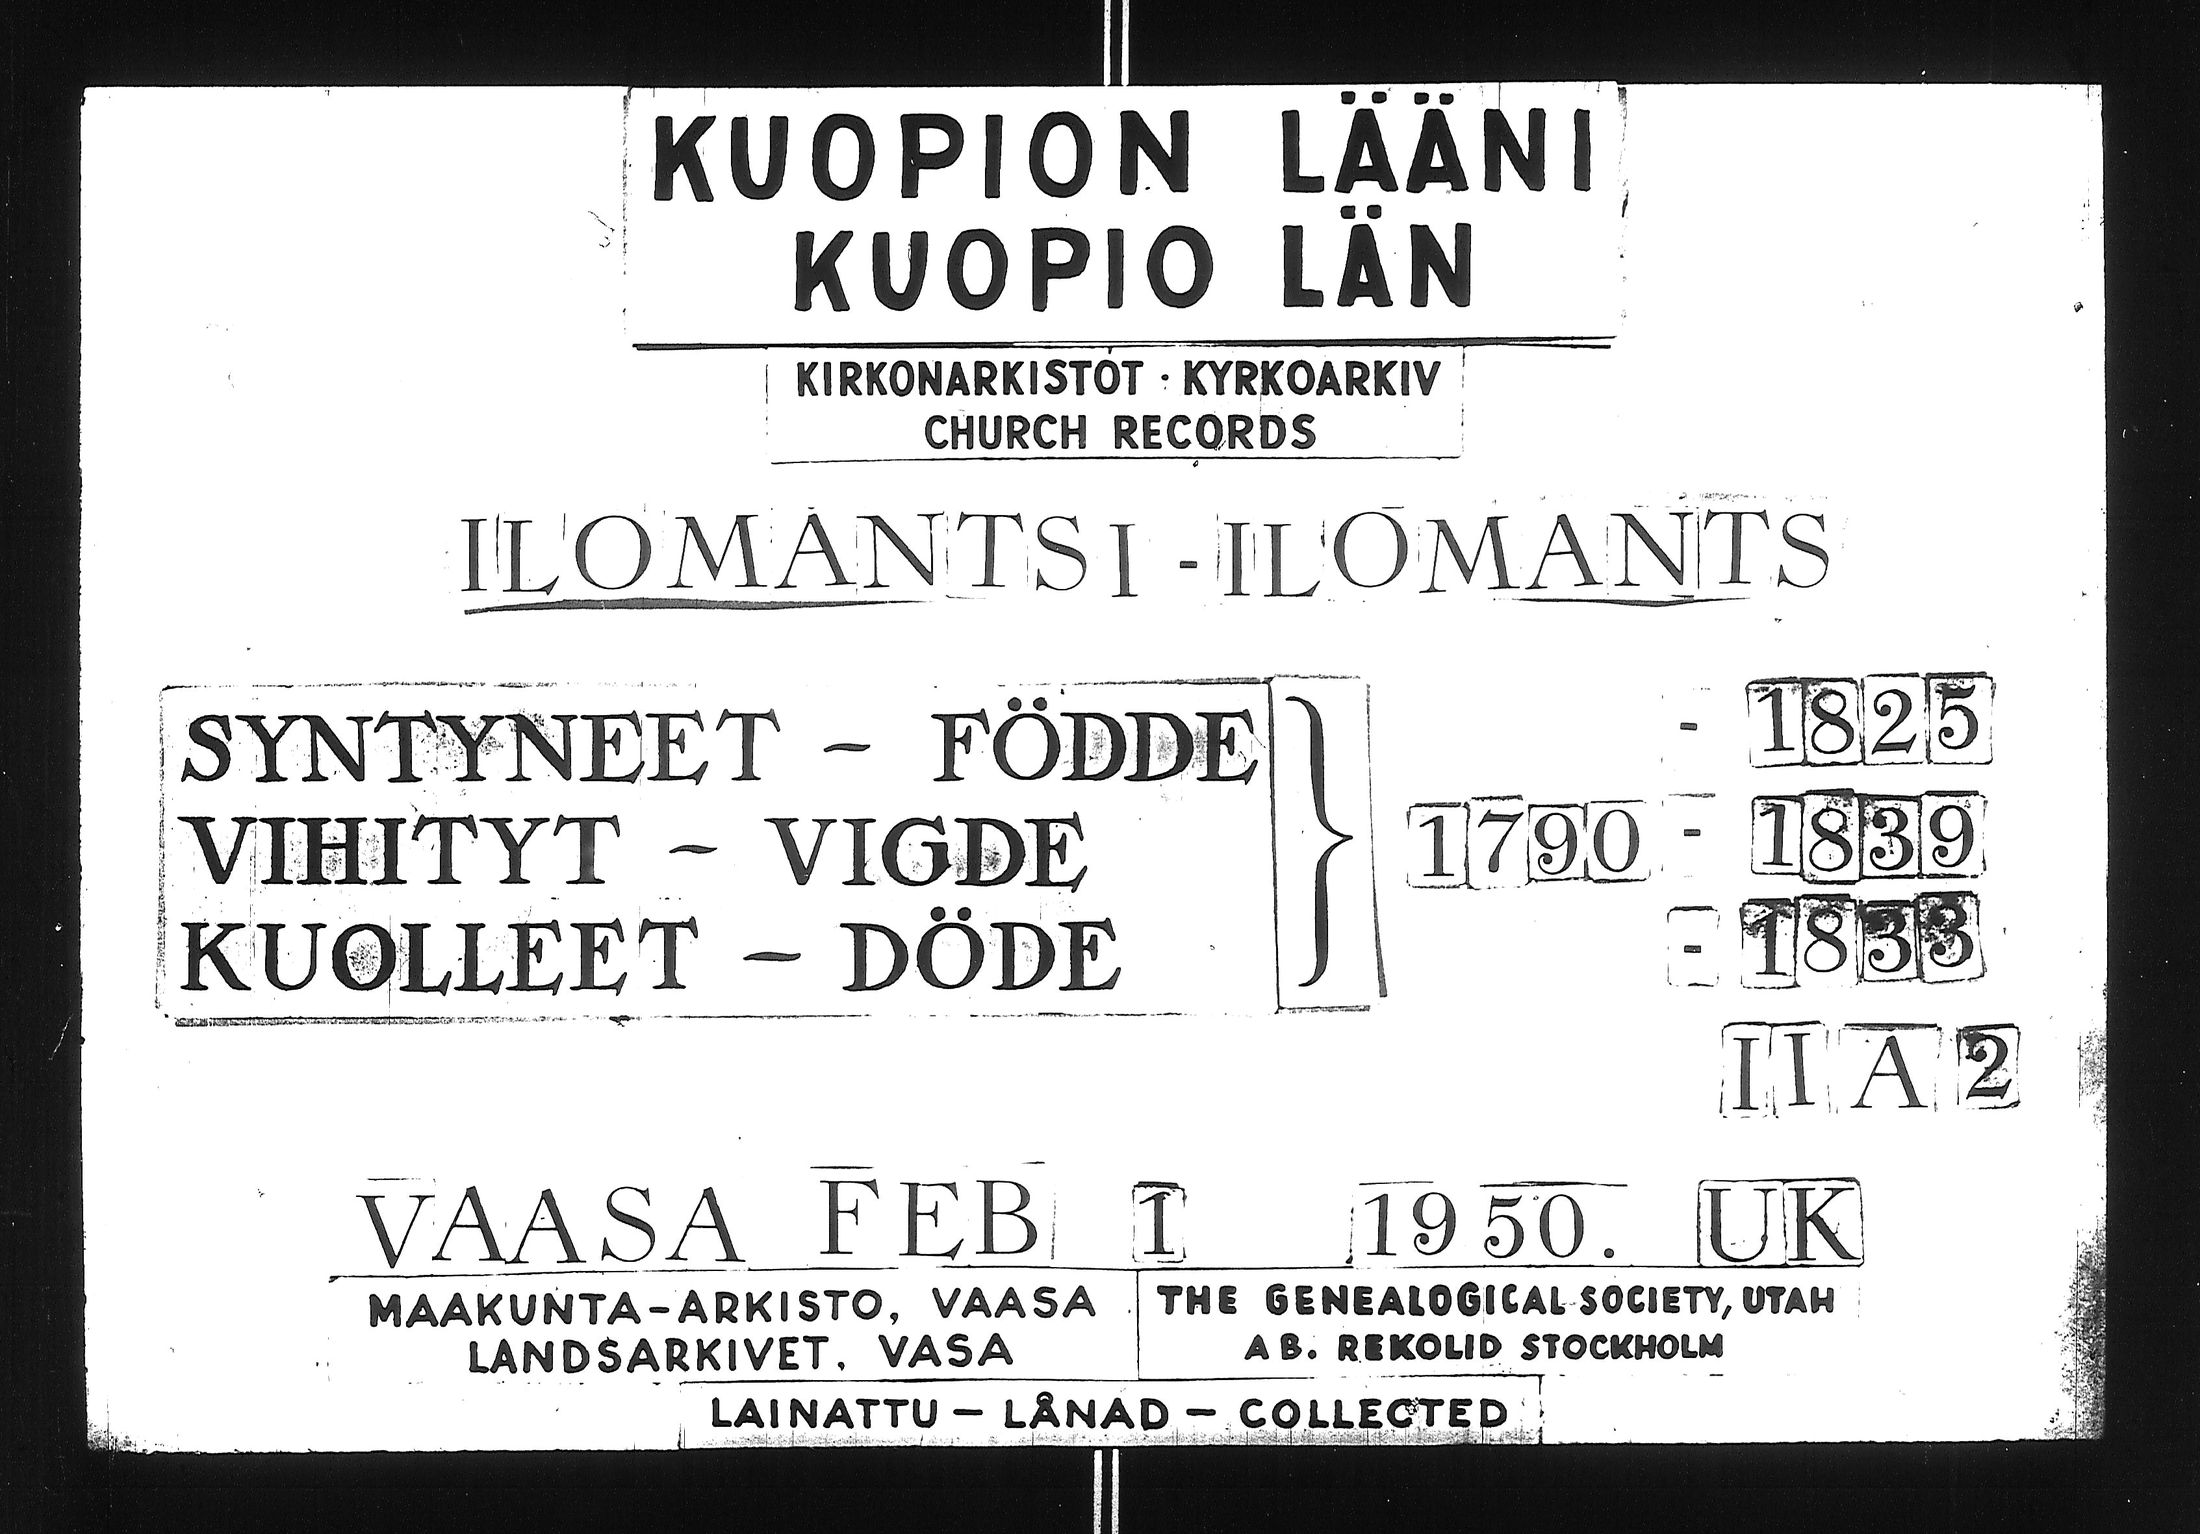 KUOPION LÄÄNI
KUOPIO LÄN
KIRKONARKISTOT · KYRKOARKIV
CHURCH RECORDS
ILOMANTSI - ILOMANTS
SYNTYNEET – FÖDDE } - 1825
VIHITYT – VIGDE } 1790 - 1839
KUOLLEET – DÖDE } - 1833
II A 2
VAASA FEB 1 1950. UK
MAAKUNTA-ARKISTO, VAASA
LANDSARKIVET, VASA
THE GENEALOGICAL SOCIETY, UTAH
AB. REKOLID STOCKHOLM
LAINATTU – LÅNAD – COLLECTED